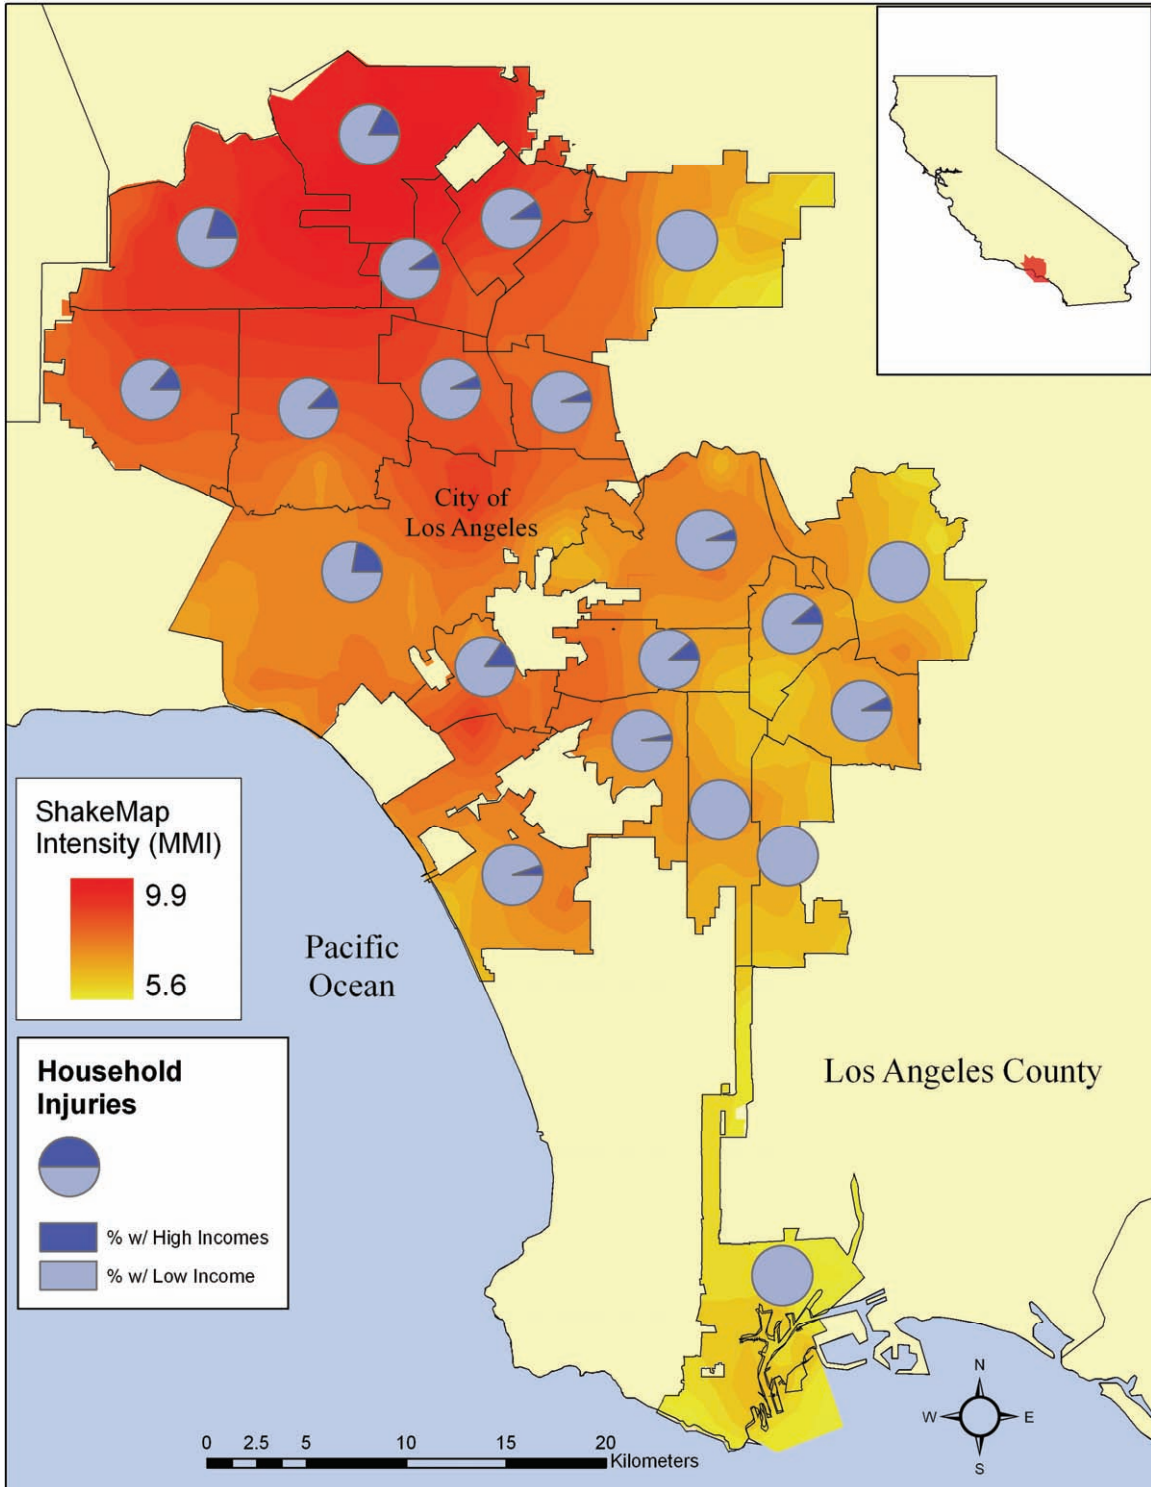 City of
Los Angeles
ShakeMap
Intensity (MMI)
9.9
5.6
Pacific
Ocean
Household
Injuries
% w/ High Incomes
% w/ Low Income
Los Angeles County
N
W
E
S
0
2.5
5
10
15
20
Kilometers